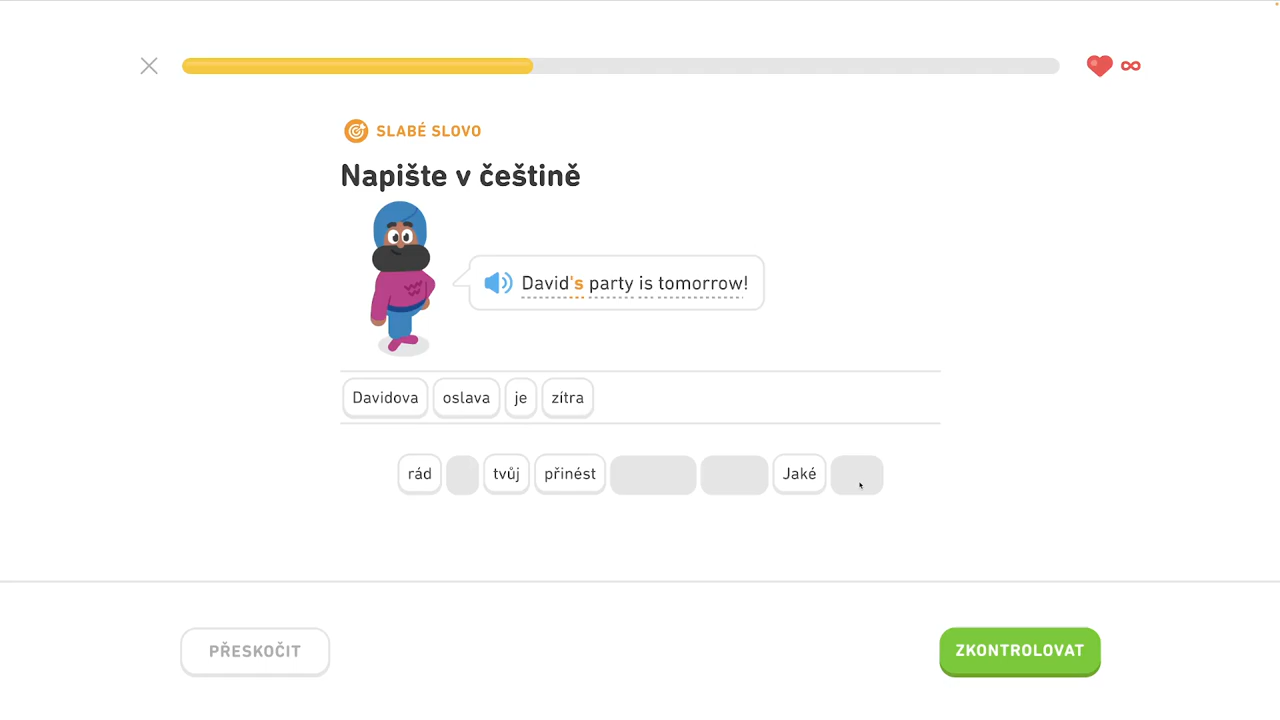 SLABÉ SLOVO
Napište v češtině
David's party is tomorrow!
Davidova oslava je zítra
rád tvůj přinést Jaké
PŘESKOČIT ZKONTROLOVAT